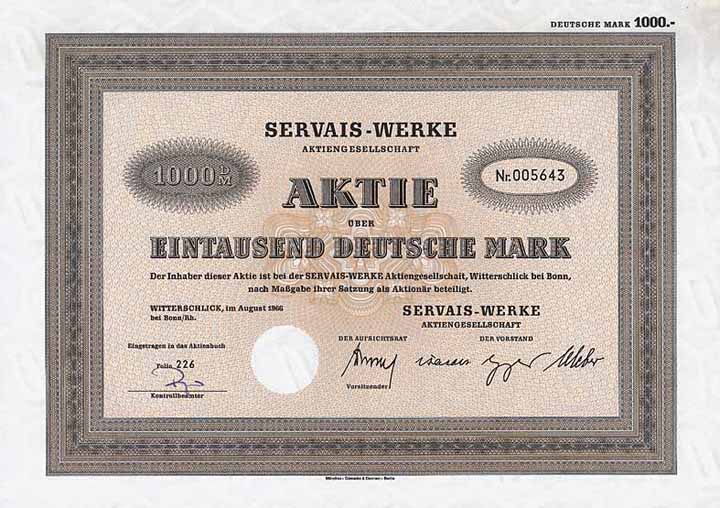 DEUTSCHE MARK 1000.-
SERVAIS-WERKE
AKTIENGESELLSCHAFT
1000 DM
AKTIE
Nr. 005643
ÜBER
EINTAUSEND DEUTSCHE MARK
Der Inhaber dieser Aktie ist bei der SERVAIS-WERKE Aktiengesellschaft, Witterschlick bei Bonn,
nach Maßgabe ihrer Satzung als Aktionär beteiligt.
WITTERSCHLICK, im August 1966
bei Bonn/Rh.
SERVAIS-WERKE
AKTIENGESELLSCHAFT
DER AUFSICHTSRAT
DER VORSTAND
Eingetragen in das Aktienbuch
Folio 226
Kontrollbeamter
Vorsitzender